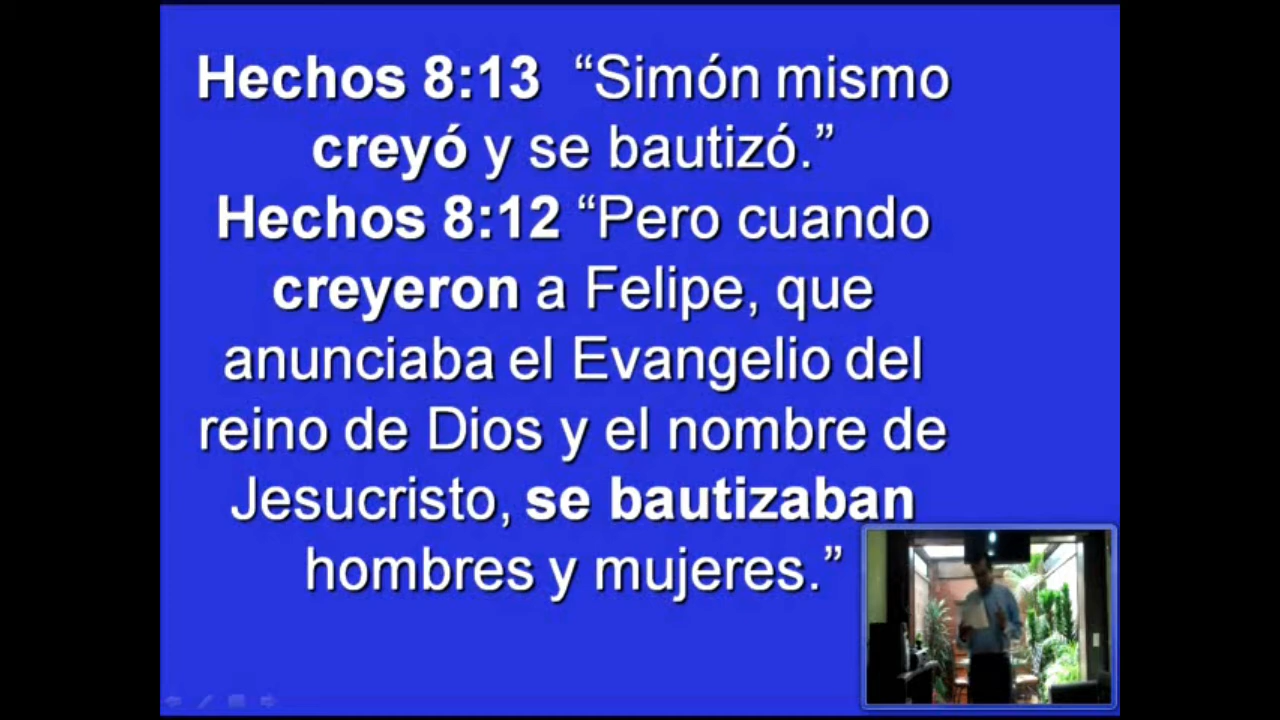 Hechos 8:13 “Simón mismo
creyó y se bautizó.”
Hechos 8:12 “Pero cuando
creyeron a Felipe, que
anunciaba el Evangelio del
reino de Dios y el nombre de
Jesucristo, se bautizaban
hombres y mujeres.”